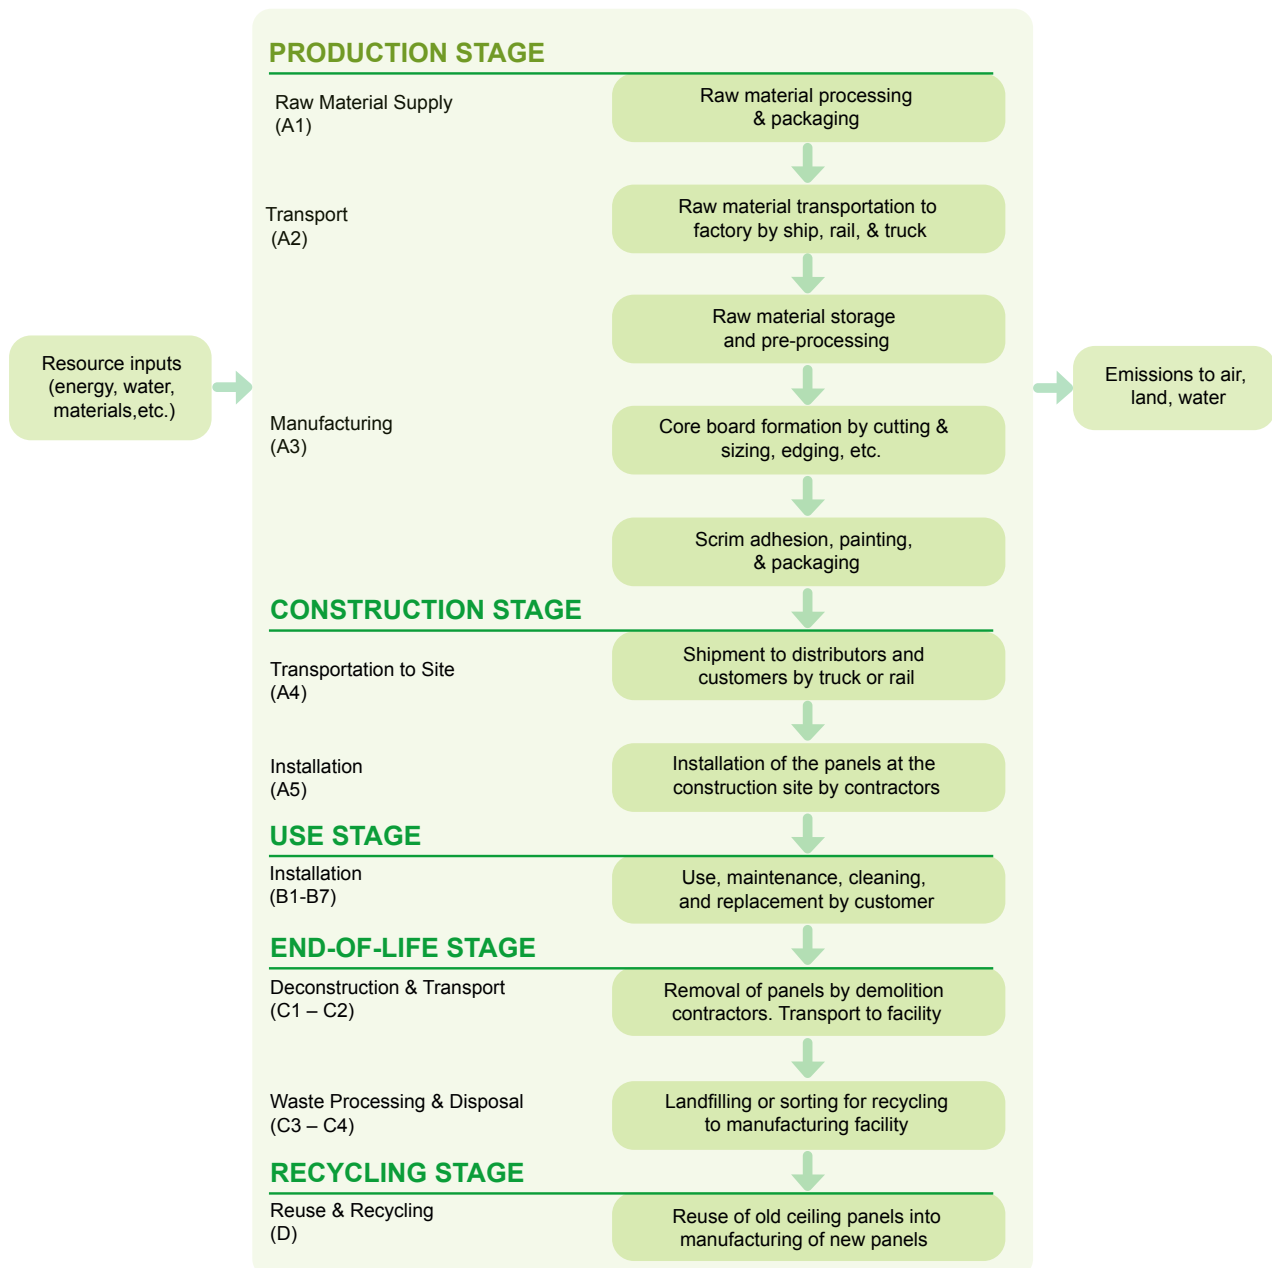 PRODUCTION STAGE
Raw Material Supply
(A1)
Raw material processing
& packaging
Transport
(A2)
Raw material transportation to
factory by ship, rail, & truck
Raw material storage
and pre-processing
Resource inputs
(energy, water,
materials,etc.)
Emissions to air,
land, water
Manufacturing
(A3)
Core board formation by cutting &
sizing, edging, etc.
Scrim adhesion, painting,
& packaging
CONSTRUCTION STAGE
Transportation to Site
(A4)
Shipment to distributors and
customers by truck or rail
Installation
(A5)
Installation of the panels at the
construction site by contractors
USE STAGE
Installation
(B1-B7)
Use, maintenance, cleaning,
and replacement by customer
END-OF-LIFE STAGE
Deconstruction & Transport
(C1 – C2)
Removal of panels by demolition
contractors. Transport to facility
Waste Processing & Disposal
(C3 – C4)
Landfilling or sorting for recycling
to manufacturing facility
RECYCLING STAGE
Reuse & Recycling
(D)
Reuse of old ceiling panels into
manufacturing of new panels